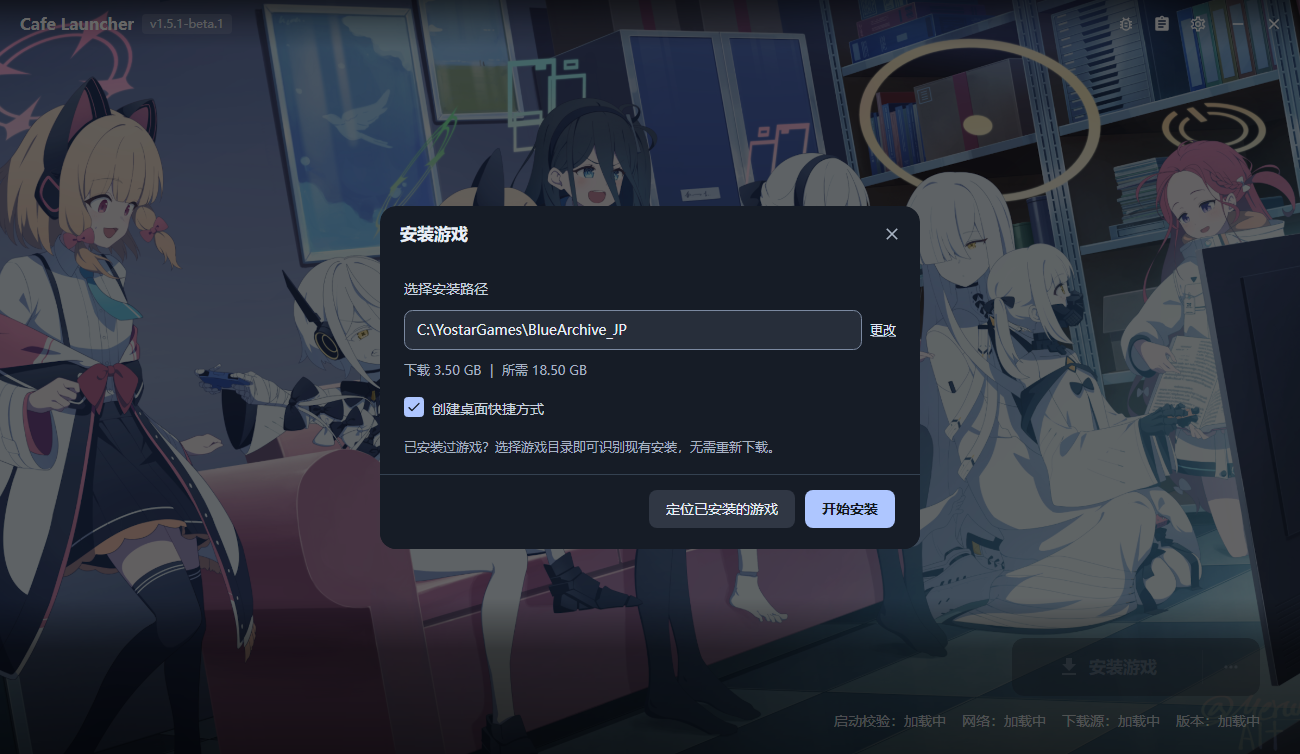 Cafe Launcher v1.5.1-beta.1
安装游戏
选择安装路径
C:\YostarGames\BlueArchive_JP 更改
下载 3.50 GB | 所需 18.50 GB
创建桌面快捷方式
已安装过游戏？选择游戏目录即可识别现有安装，无需重新下载。
定位已安装的游戏 开始安装
安装游戏
启动校验：加载中 网络：加载中 下载源：加载中 版本：加载中